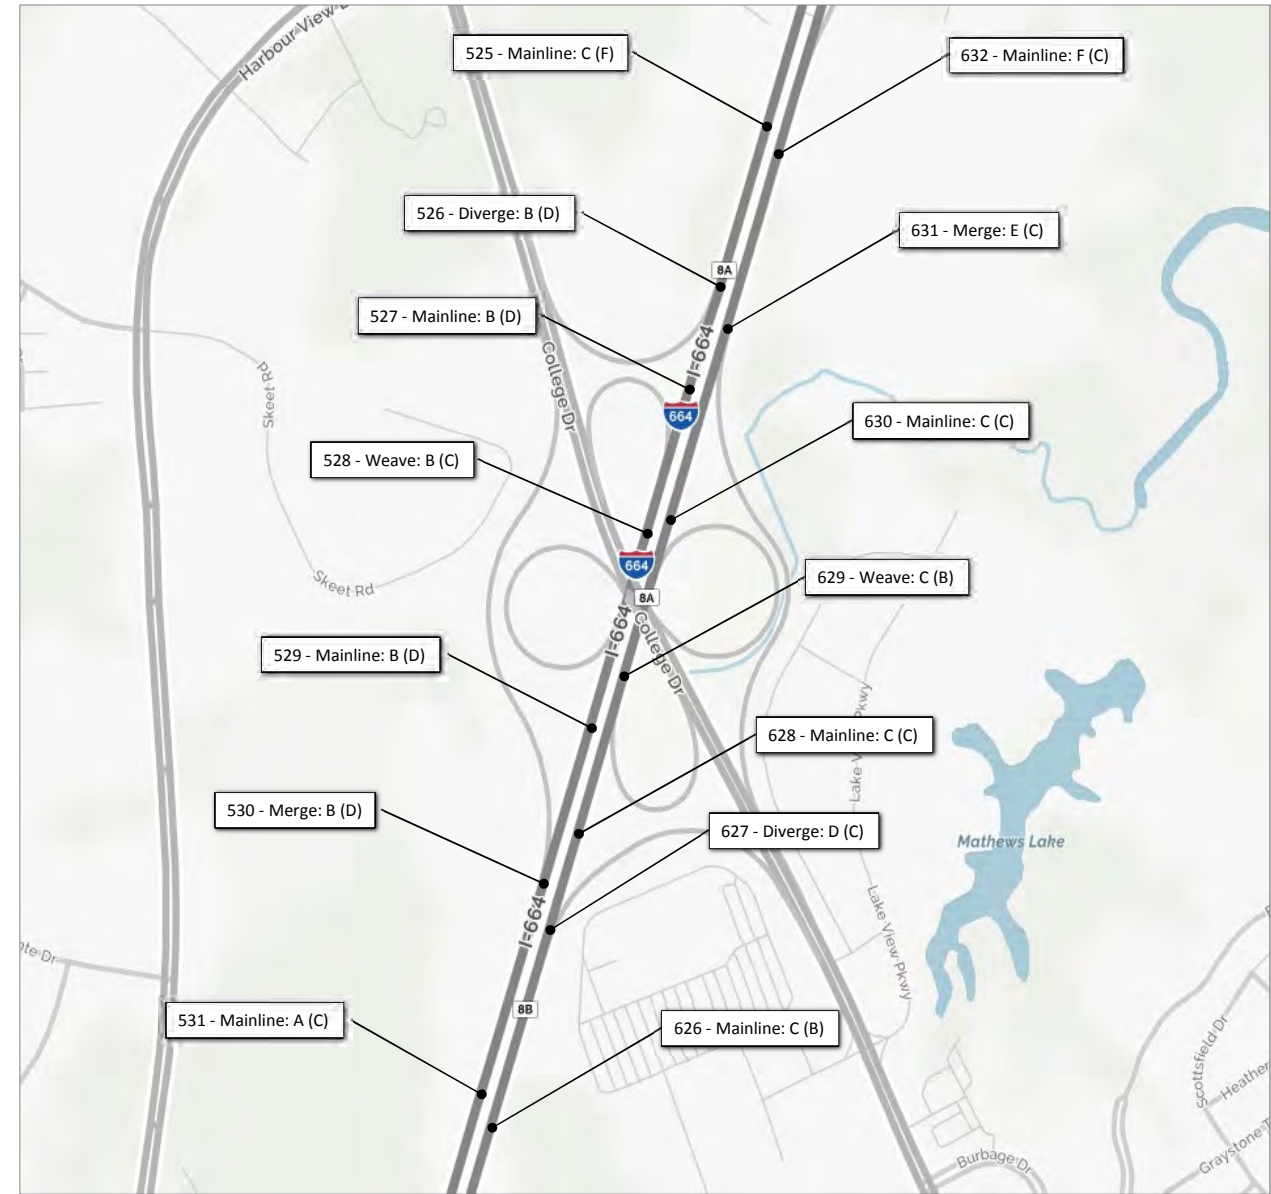 Harbour View
525 - Mainline: C (F)
632 - Mainline: F (C)
526 - Diverge: B (D)
631 - Merge: E (C)
8A
527 - Mainline: B (D)
I-664
College Dr
664
Skeet Rd
630 - Mainline: C (C)
528 - Weave: B (C)
664
8A
629 - Weave: C (B)
Skeet Rd
I-664
College Dr
529 - Mainline: B (D)
628 - Mainline: C (C)
530 - Merge: B (D)
627 - Diverge: D (C)
Mathews Lake
I-664
Lake View Pkwy
nte Dr
8B
531 - Mainline: A (C)
626 - Mainline: C (B)
Scottsfield Dr
Heather
Graystone T
Burbage Dr